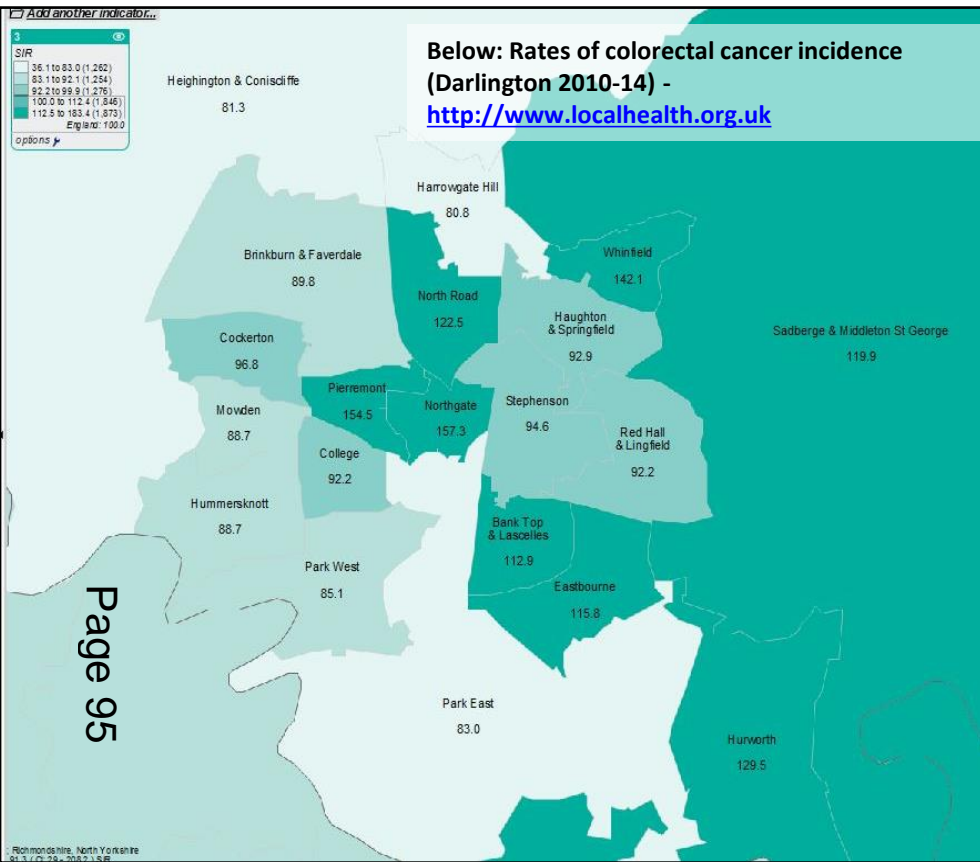 Add another indicator...
3
SIR
36.1 to 83.0 (1,262)
83.1 to 92.1 (1,254)
92.2 to 99.9 (1,276)
100.0 to 112.4 (1,846)
112.5 to 183.4 (1,873)
England: 100.0
options
Below: Rates of colorectal cancer incidence
(Darlington 2010-14) -
http://www.localhealth.org.uk
Heighington & Coniscliffe
81.3
Harrowgate Hill
80.8
Whinfield
142.1
Brinkburn & Faverdale
89.8
North Road
122.5
Haughton
& Springfield
92.9
Sadberge & Middleton St George
119.9
Cockerton
96.8
Pierremont
154.5
Northgate
157.3
Stephenson
94.6
Mowden
88.7
Red Hall
& Lingfield
92.2
College
92.2
Hummersknott
88.7
Bank Top
& Lascelles
112.9
Park West
85.1
Eastbourne
115.8
Page 95
Park East
83.0
Hurworth
129.5
: Richmondshire, North Yorkshire
91.3 ( CI: 29 - 208.2 ) SIR